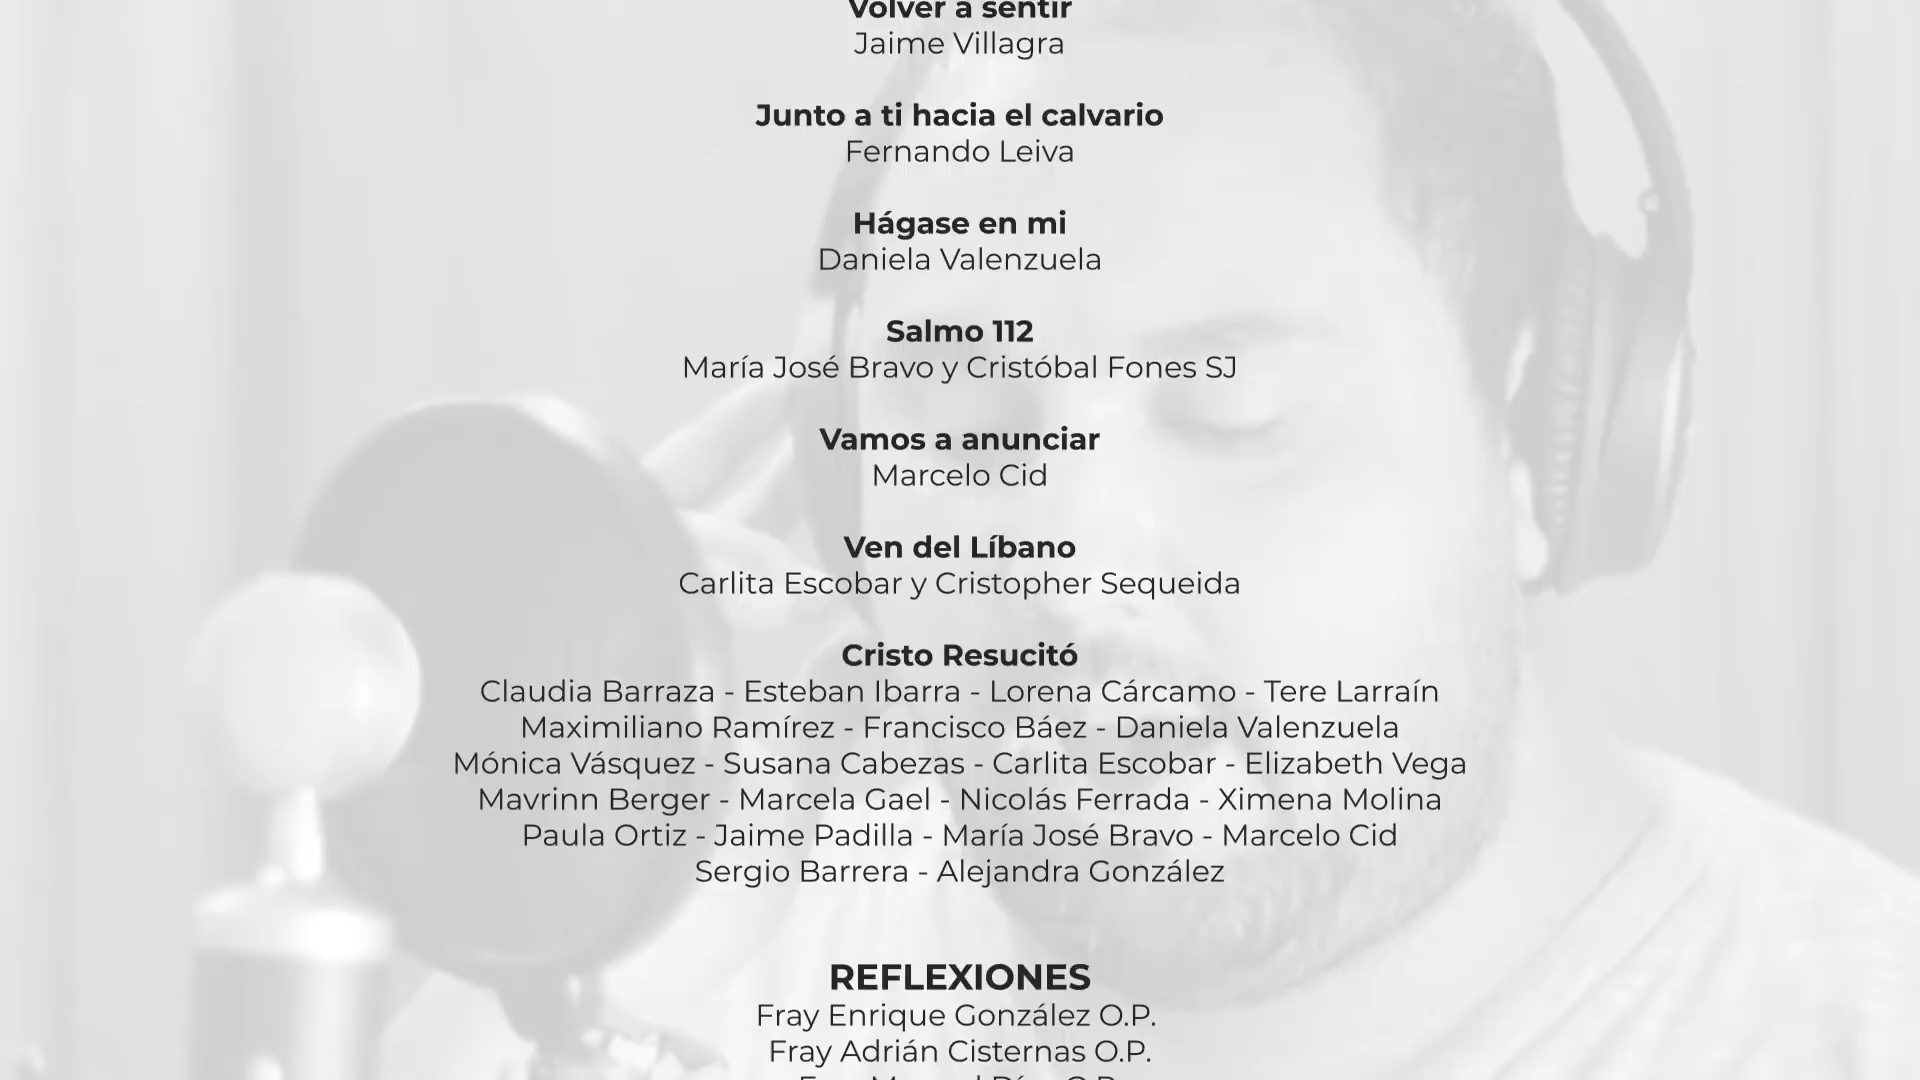 Volver a sentir
Jaime Villagra
Junto a ti hacia el calvario
Fernando Leiva
Hágase en mi
Daniela Valenzuela
Salmo 112
María José Bravo y Cristóbal Fones SJ
Vamos a anunciar
Marcelo Cid
Ven del Líbano
Carlita Escobar y Cristopher Sequeida
Cristo Resucitó
Claudia Barraza - Esteban Ibarra - Lorena Cárcamo - Tere Larraín
Maximiliano Ramírez - Francisco Báez - Daniela Valenzuela
Mónica Vásquez - Susana Cabezas - Carlita Escobar - Elizabeth Vega
Mavrinn Berger - Marcela Gael - Nicolás Ferrada - Ximena Molina
Paula Ortiz - Jaime Padilla - María José Bravo - Marcelo Cid
Sergio Barrera - Alejandra González
REFLEXIONES
Fray Enrique González O.P.
Fray Adrián Cisternas O.P.